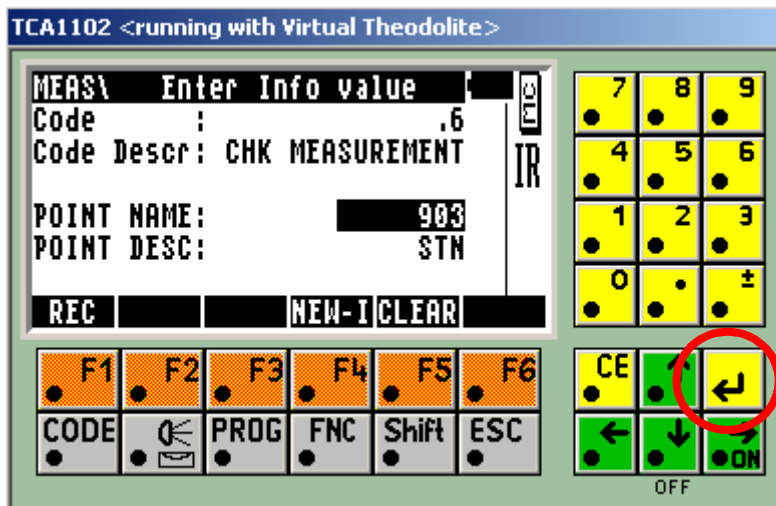 TCA1102 <running with Virtual Theodolite>
MEAS\ Enter Info value MC
Code : .6
Code Descr: CHK MEASUREMENT
IR
POINT NAME: 903
POINT DESC: STN
REC NEW-I CLEAR
7 8 9
4 5 6
1 2 3
0 . ±
F1 F2 F3 F4 F5 F6 CE
CODE PROG FNC Shift ESC ON
OFF